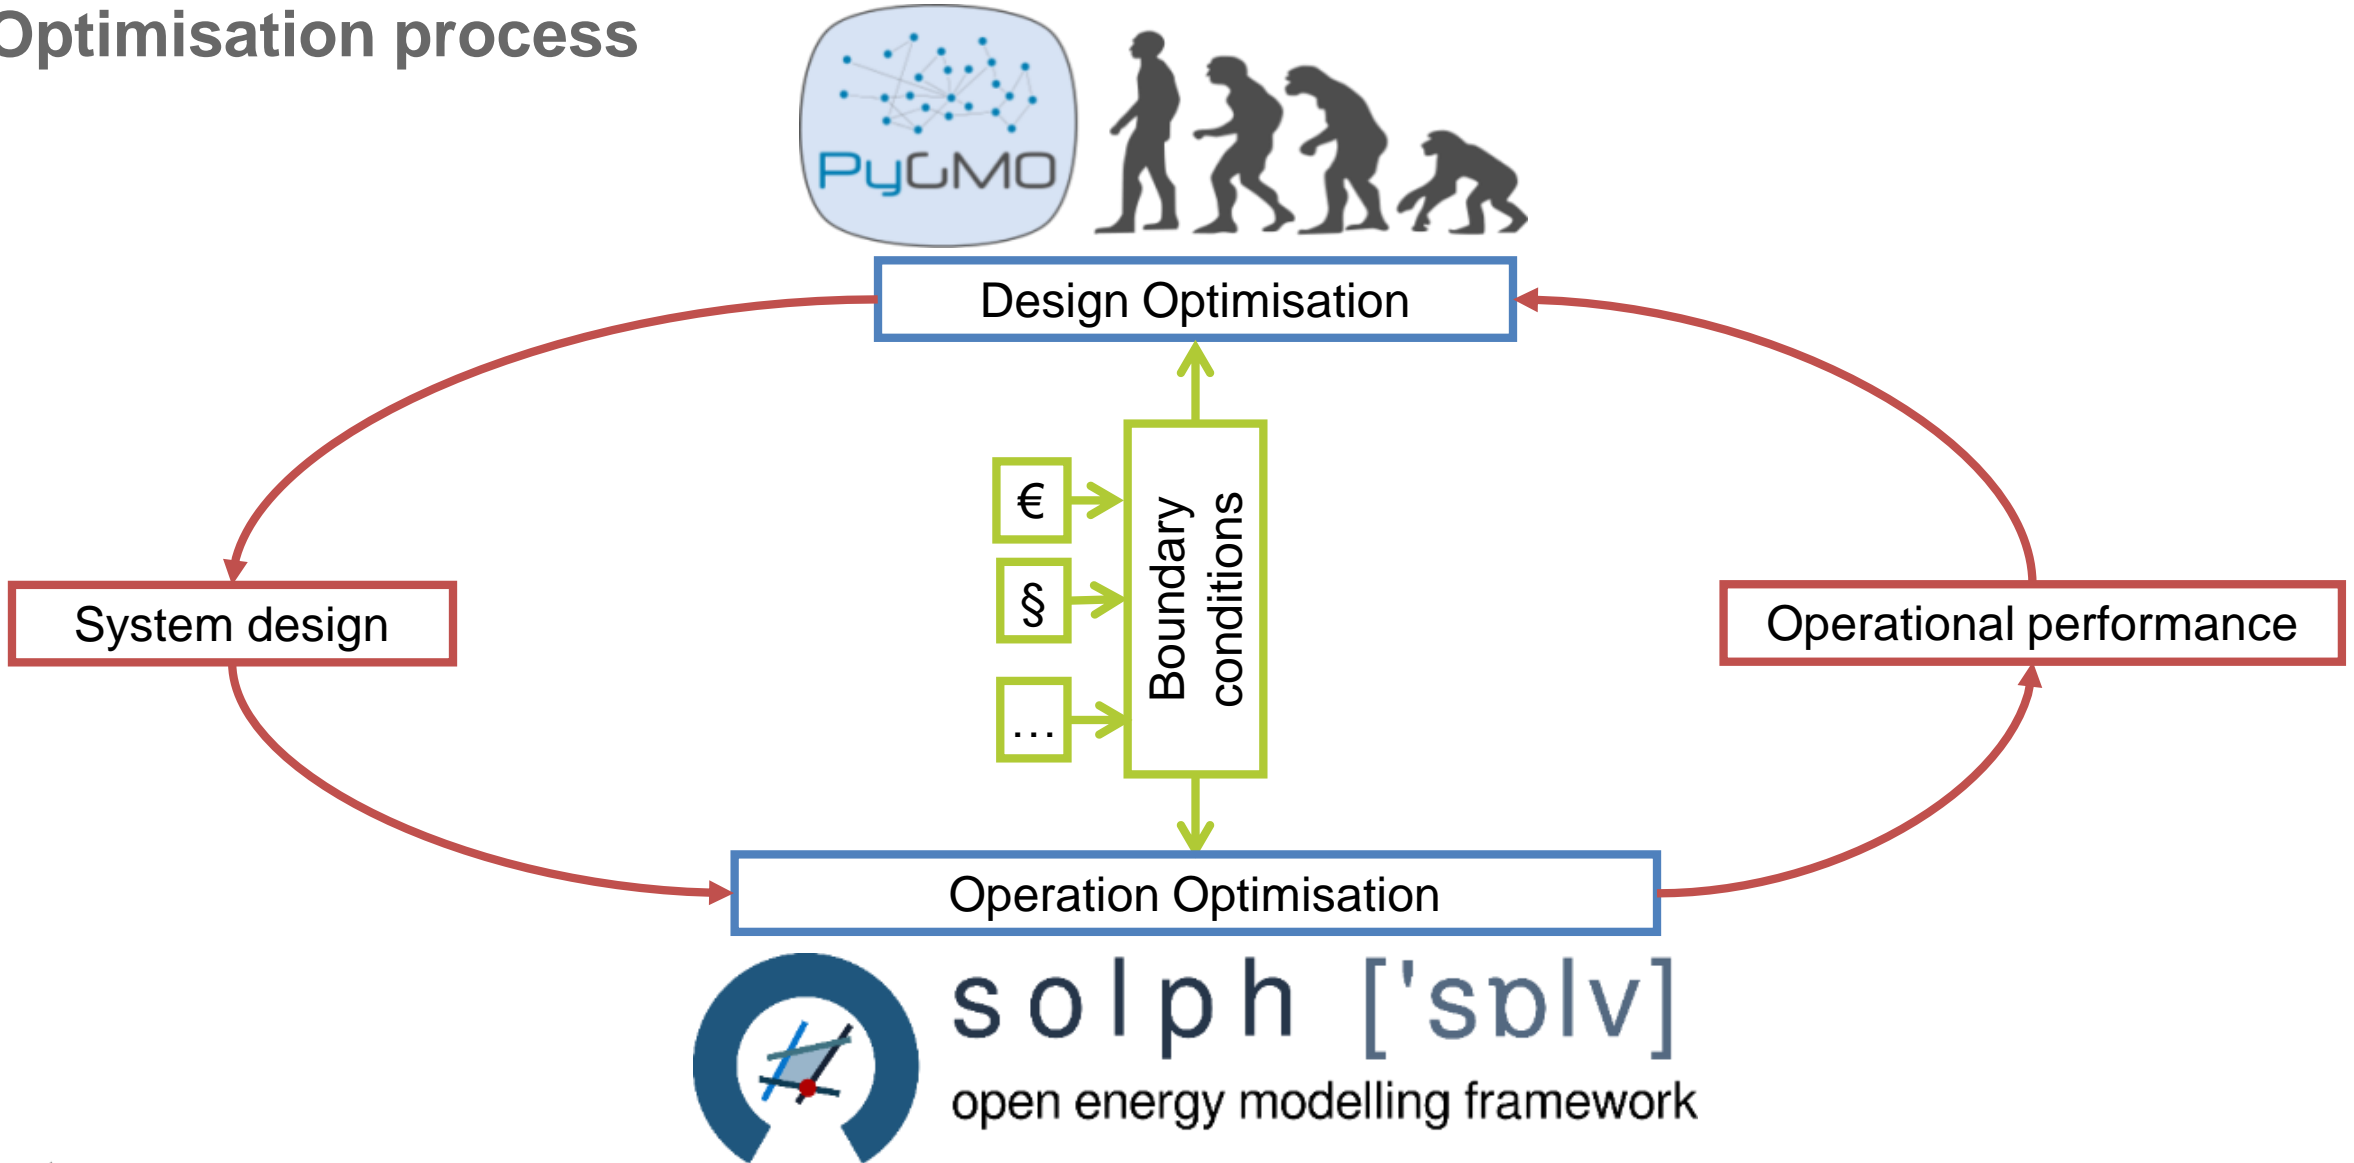 Optimisation process
PyGMO
Design Optimisation
€
§
...
Boundary
conditions
System design
Operational performance
Operation Optimisation
solph ['sɒlv]
open energy modelling framework